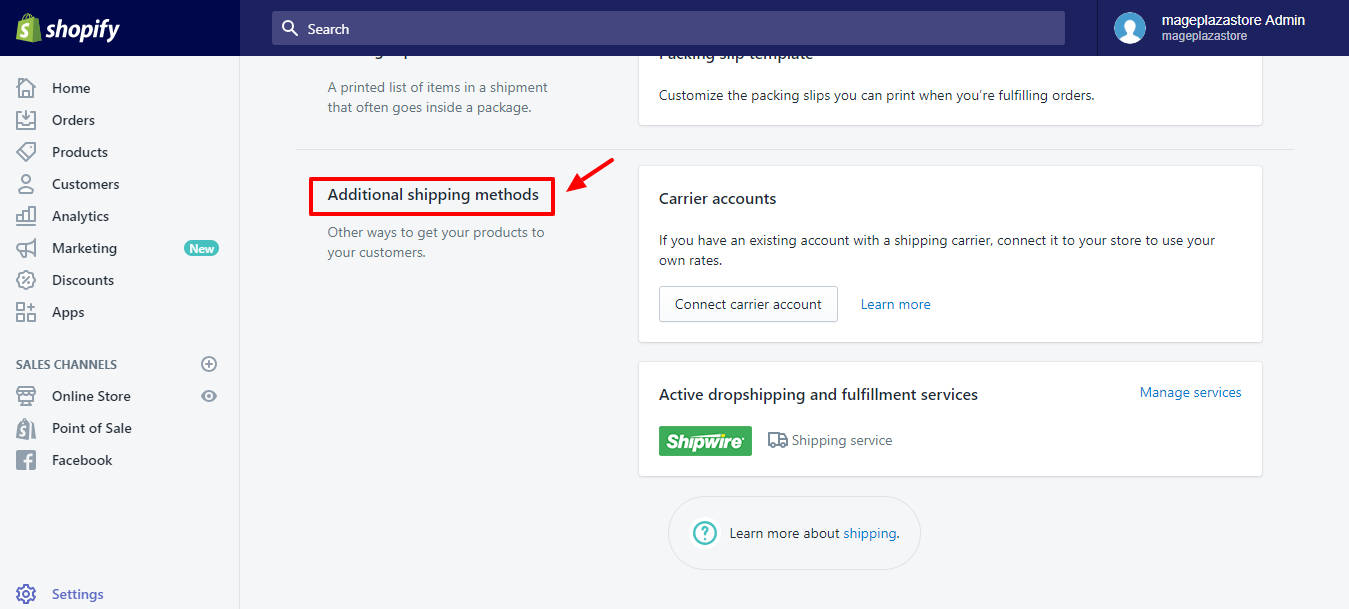 shopify
Search
mageplazastore Admin
mageplazastore
Home
Orders
Products
Customers
Analytics
Marketing
New
Discounts
Apps
SALES CHANNELS
Online Store
Point of Sale
Facebook
Settings
A printed list of items in a shipment
that often goes inside a package.
Packing slip template
Customize the packing slips you can print when you're fulfilling orders.
Additional shipping methods
Other ways to get your products to
your customers.
Carrier accounts
If you have an existing account with a shipping carrier, connect it to your store to use your
own rates.
Connect carrier account
Learn more
Active dropshipping and fulfillment services
Manage services
Shipwire
Shipping service
Learn more about shipping.